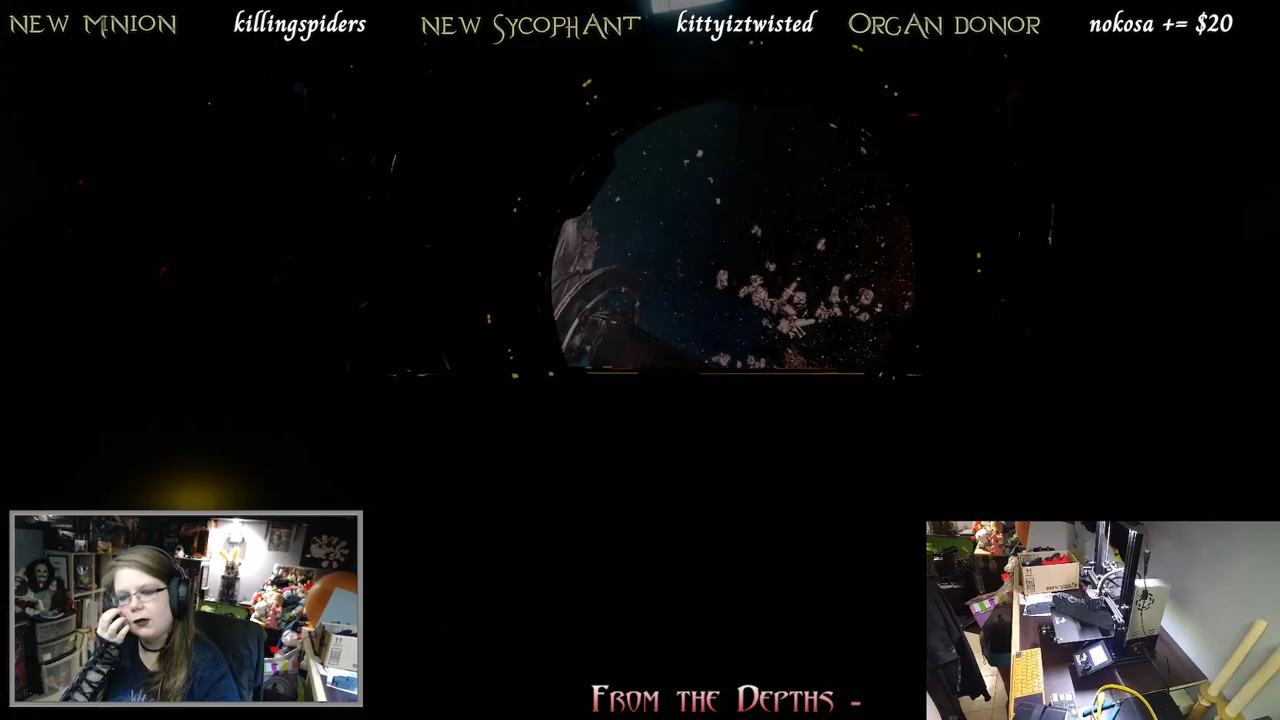 NEW MINION killingspiders NEW SYCOPHANT kittyiztwisted ORGAN DONOR nokosa += $20
FROM THE DEPTHS -